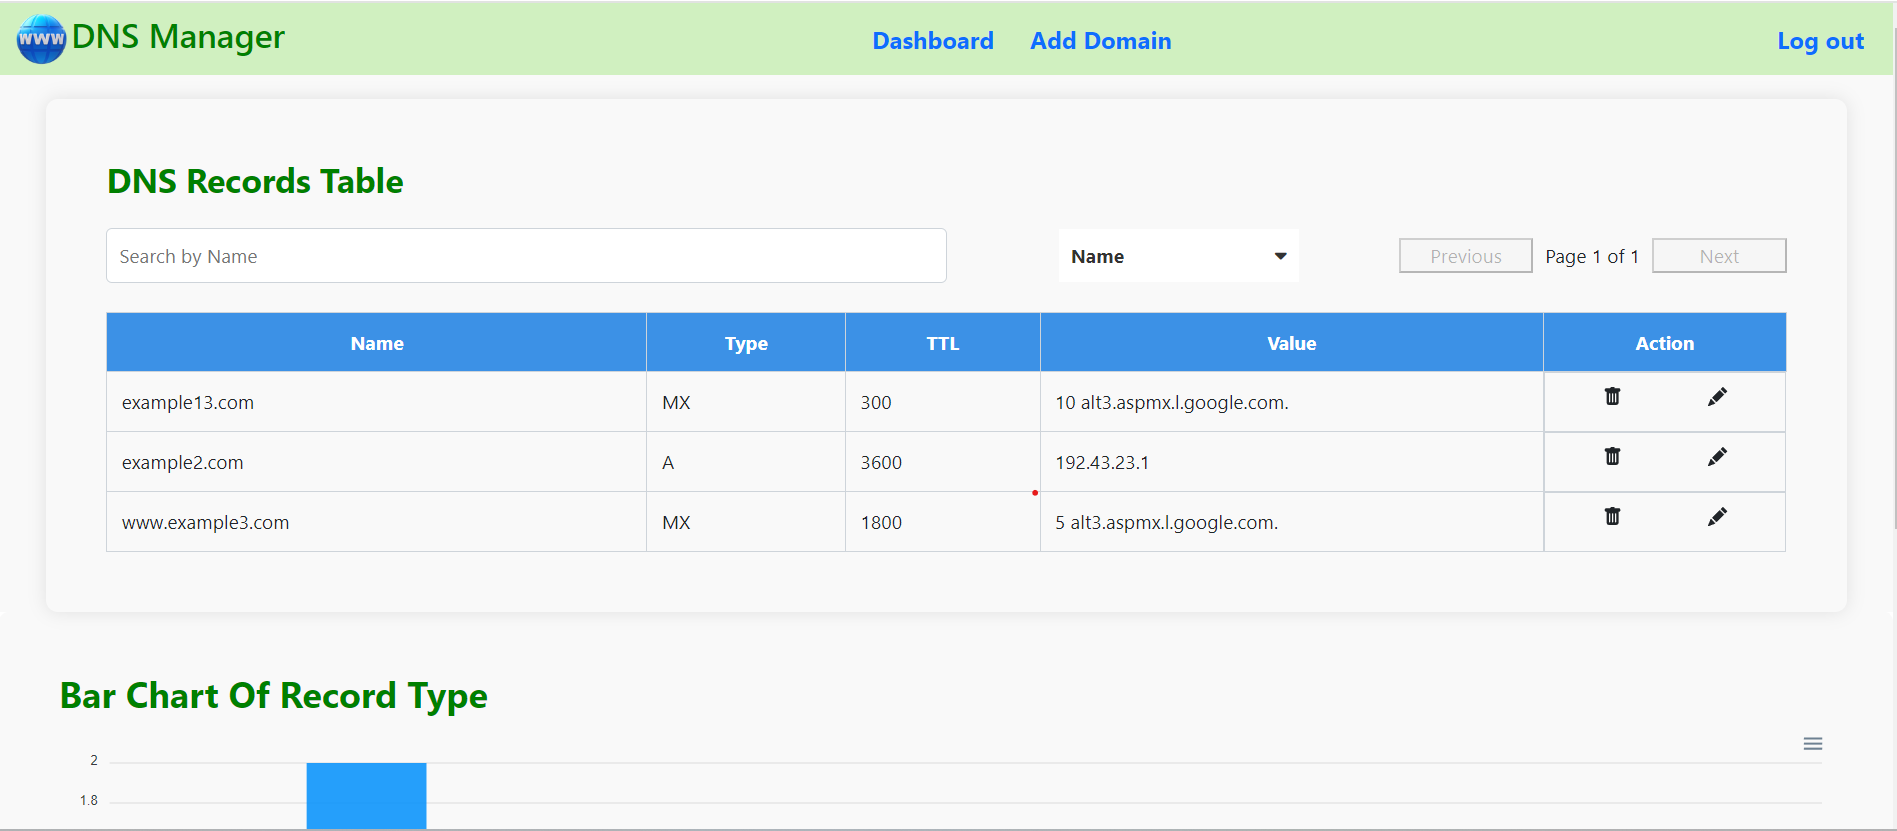 WWW DNS Manager Dashboard Add Domain Log out
DNS Records Table
Search by Name Name Previous Page 1 of 1 Next
Name Type TTL Value Action
example13.com MX 300 10 alt3.aspmx.l.google.com.
example2.com A 3600 192.43.23.1
www.example3.com MX 1800 5 alt3.aspmx.l.google.com.
Bar Chart Of Record Type
2
1.8